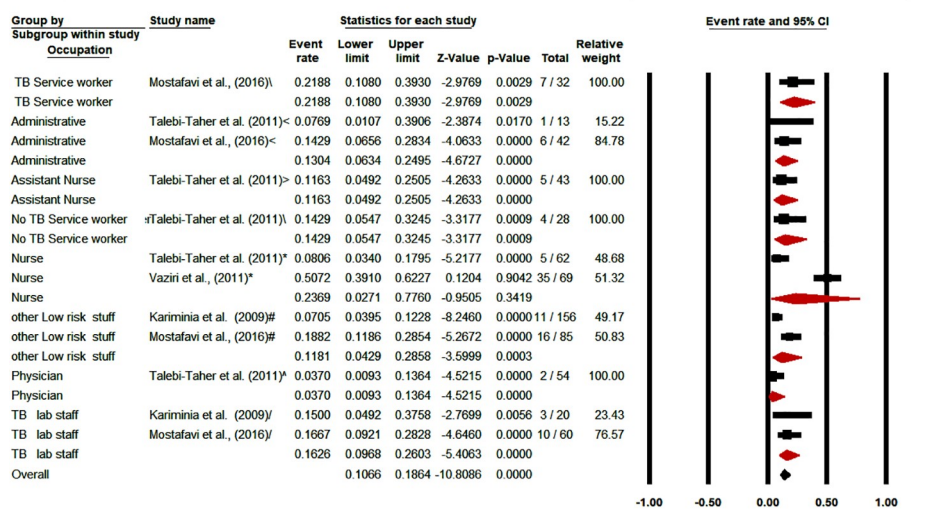 Group by Study name Statistics for each study Event rate and 95% CI
Subgroup within study
Occupation Event rate Lower limit Upper limit Z-Value p-Value Total Relative weight
TB Service worker Mostafavi et al., (2016)\ 0.2188 0.1080 0.3930 -2.9769 0.0029 7 / 32 100.00
TB Service worker 0.2188 0.1080 0.3930 -2.9769 0.0029
Administrative Talebi-Taher et al. (2011)< 0.0769 0.0107 0.3906 -2.3874 0.0170 1 / 13 15.22
Administrative Mostafavi et al., (2016)< 0.1429 0.0656 0.2834 -4.0633 0.0000 6 / 42 84.78
Administrative 0.1304 0.0634 0.2495 -4.6727 0.0000
Assistant Nurse Talebi-Taher et al. (2011)> 0.1163 0.0492 0.2505 -4.2633 0.0000 5 / 43 100.00
Assistant Nurse 0.1163 0.0492 0.2505 -4.2633 0.0000
No TB Service worker Talebi-Taher et al. (2011)\ 0.1429 0.0547 0.3245 -3.3177 0.0009 4 / 28 100.00
No TB Service worker 0.1429 0.0547 0.3245 -3.3177 0.0009
Nurse Talebi-Taher et al. (2011)* 0.0806 0.0340 0.1795 -5.2177 0.0000 5 / 62 48.68
Nurse Vaziri et al., (2011)* 0.5072 0.3910 0.6227 0.1204 0.9042 35 / 69 51.32
Nurse 0.2369 0.0271 0.7760 -0.9505 0.3419
other Low risk stuff Kariminia et al. (2009)# 0.0705 0.0395 0.1228 -8.2460 0.0000 11 / 156 49.17
other Low risk stuff Mostafavi et al., (2016)# 0.1882 0.1186 0.2854 -5.2672 0.0000 16 / 85 50.83
other Low risk stuff 0.1181 0.0429 0.2858 -3.5999 0.0003
Physician Talebi-Taher et al. (2011)^ 0.0370 0.0093 0.1364 -4.5215 0.0000 2 / 54 100.00
Physician 0.0370 0.0093 0.1364 -4.5215 0.0000
TB lab staff Kariminia et al. (2009)/ 0.1500 0.0492 0.3758 -2.7699 0.0056 3 / 20 23.43
TB lab staff Mostafavi et al., (2016)/ 0.1667 0.0921 0.2828 -4.6460 0.0000 10 / 60 76.57
TB lab staff 0.1626 0.0968 0.2603 -5.4063 0.0000
Overall 0.1066 0.1864 -10.8086 0.0000
-1.00 -0.50 0.00 0.50 1.00